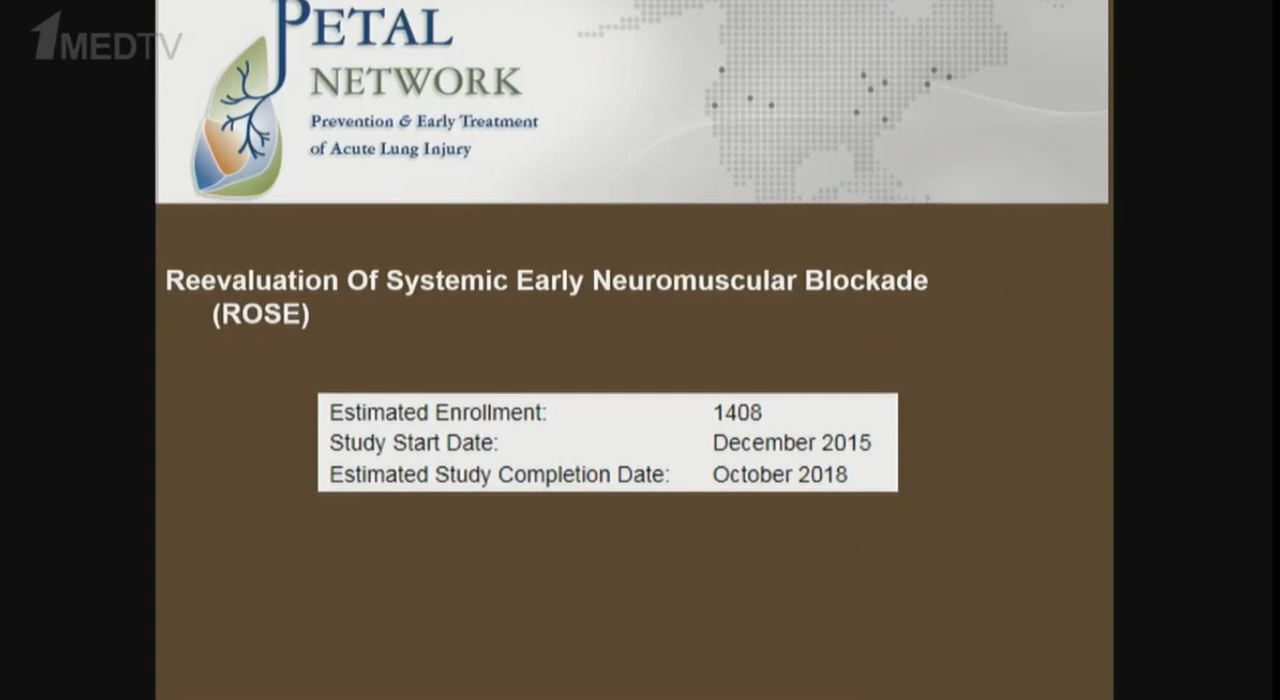 1MEDTV
PETAL
NETWORK
Prevention & Early Treatment
of Acute Lung Injury
Reevaluation Of Systemic Early Neuromuscular Blockade
(ROSE)
Estimated Enrollment: 1408
Study Start Date: December 2015
Estimated Study Completion Date: October 2018